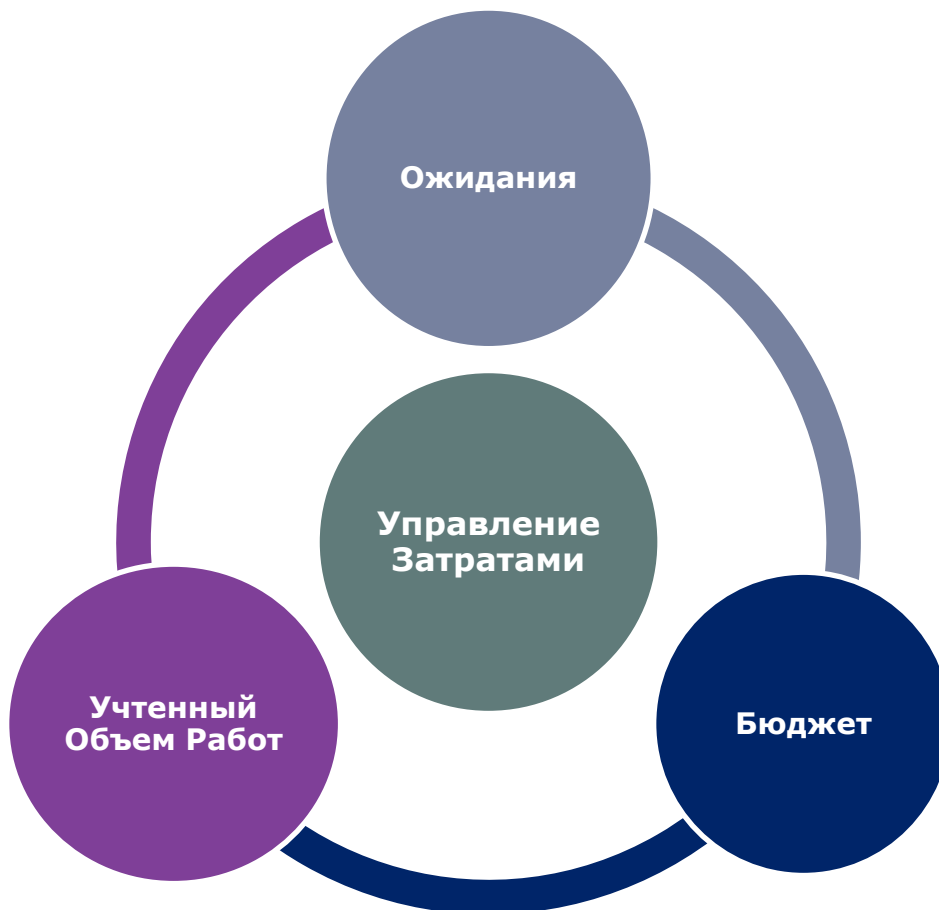 Ожидания
Управление
Затратами
Учтенный
Объем Работ
Бюджет